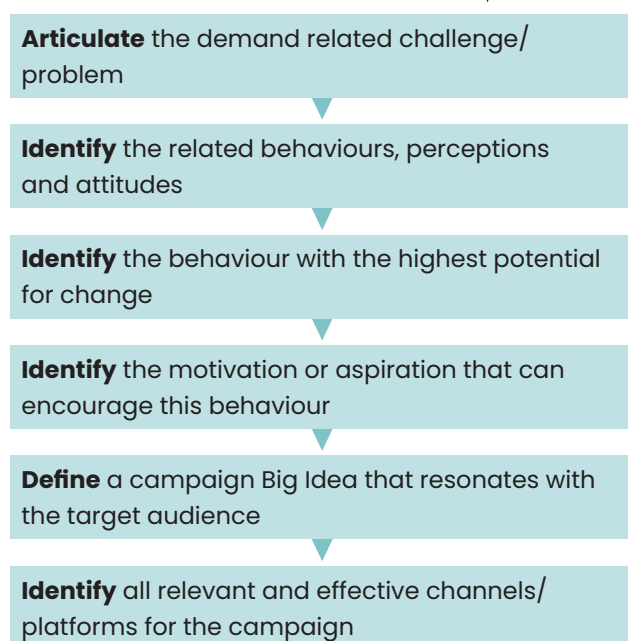 Articulate the demand related challenge/
problem
Identify the related behaviours, perceptions
and attitudes
Identify the behaviour with the highest potential
for change
Identify the motivation or aspiration that can
encourage this behaviour
Define a campaign Big Idea that resonates with
the target audience
Identify all relevant and effective channels/
platforms for the campaign